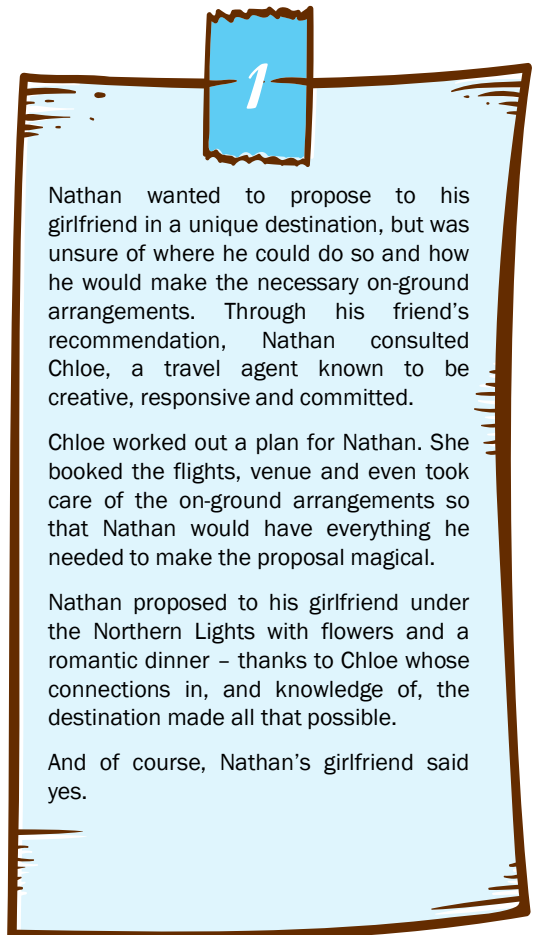 1
Nathan wanted to propose to his
girlfriend in a unique destination, but was
unsure of where he could do so and how
he would make the necessary on-ground
arrangements. Through his friend's
recommendation, Nathan consulted
Chloe, a travel agent known to be
creative, responsive and committed.
Chloe worked out a plan for Nathan. She
booked the flights, venue and even took
care of the on-ground arrangements so
that Nathan would have everything he
needed to make the proposal magical.
Nathan proposed to his girlfriend under
the Northern Lights with flowers and a
romantic dinner – thanks to Chloe whose
connections in, and knowledge of, the
destination made all that possible.
And of course, Nathan's girlfriend said
yes.